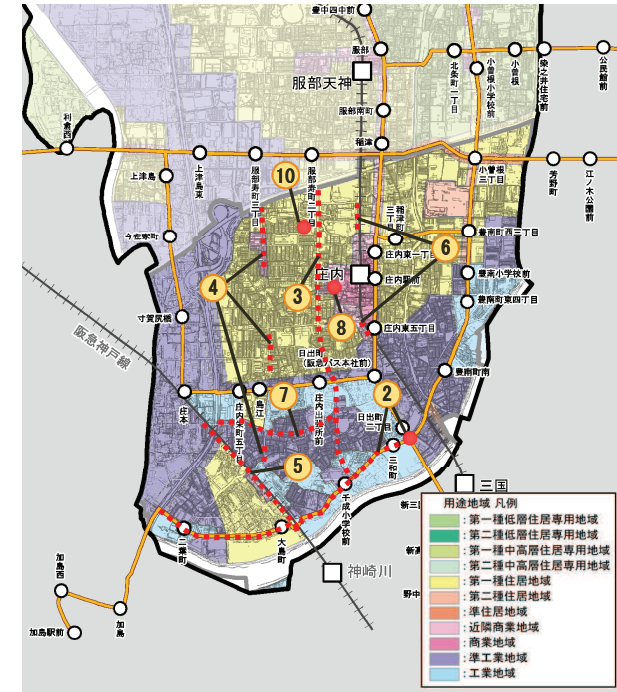 豊中四中前
服部
服部天神
北条町二丁目
小曽根小学校前
小曽根
染之井住宅前
公民館前
服部南町
利倉西
稲津
上津島
上津島東
服部寿町三丁目
服部寿町二丁目
小曽根三丁目
芳野町
江ノ木公園前
10
今在家町
稲津町三丁目
豊南町西三丁目
6
庄内東一丁目
庄内
4
3
庄内駅前
豊南小学校前
豊南町東四丁目
寸賀尻橋
8
庄内東五丁目
阪急神戸線
日出町
(阪急バス本社前)
豊南町南
庄本
庄内栄町五丁目
島江
7
庄内出張所前
2
日出町二丁目
三和町
5
三国
千成小学校前
大島町
二葉町
新三
新高
野中
神崎川
加島西
加島
加島駅前
用途地域 凡例
:第一種低層住居専用地域
:第二種低層住居専用地域
:第一種中高層住居専用地域
:第二種中高層住居専用地域
:第一種住居地域
:第二種住居地域
:準住居地域
:近隣商業地域
:商業地域
:準工業地域
:工業地域